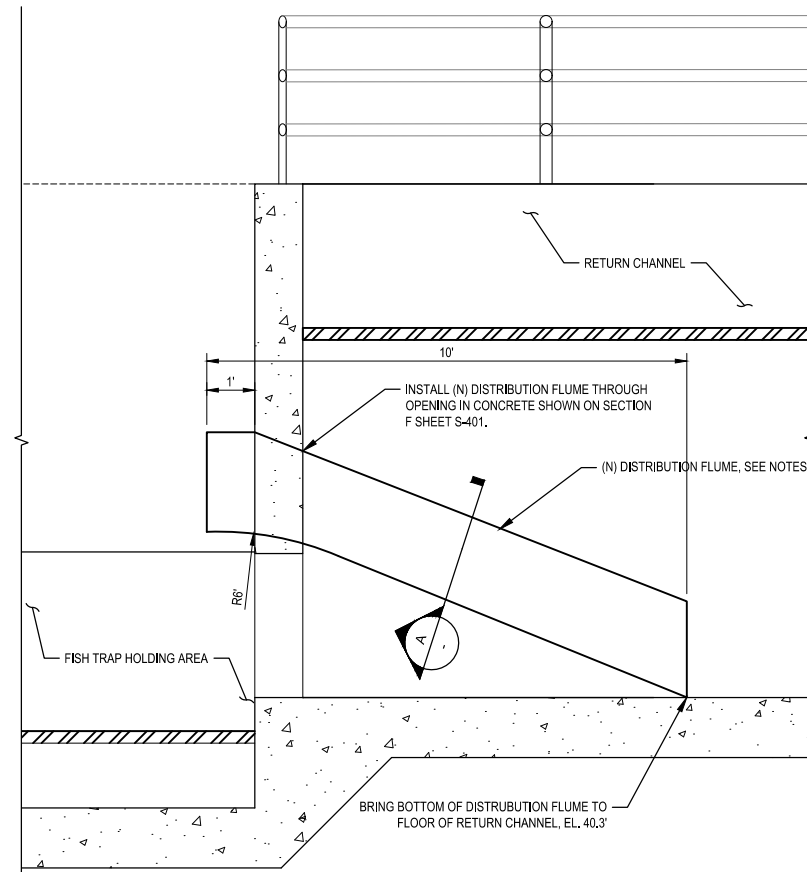 RETURN CHANNEL
10'
1'
INSTALL (N) DISTRIBUTION FLUME THROUGH
OPENING IN CONCRETE SHOWN ON SECTION
F SHEET S-401.
(N) DISTRIBUTION FLUME, SEE NOTES
R6'
A
-
FISH TRAP HOLDING AREA
BRING BOTTOM OF DISTRUBUTION FLUME TO
FLOOR OF RETURN CHANNEL, EL. 40.3'